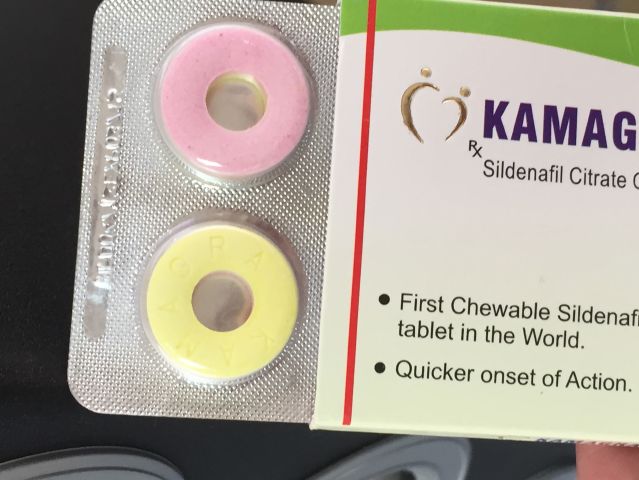 KAMAG
Rx
Sildenafil Citrate C
First Chewable Sildenafi
tablet in the World.
Quicker onset of Action.
KAMAGRA